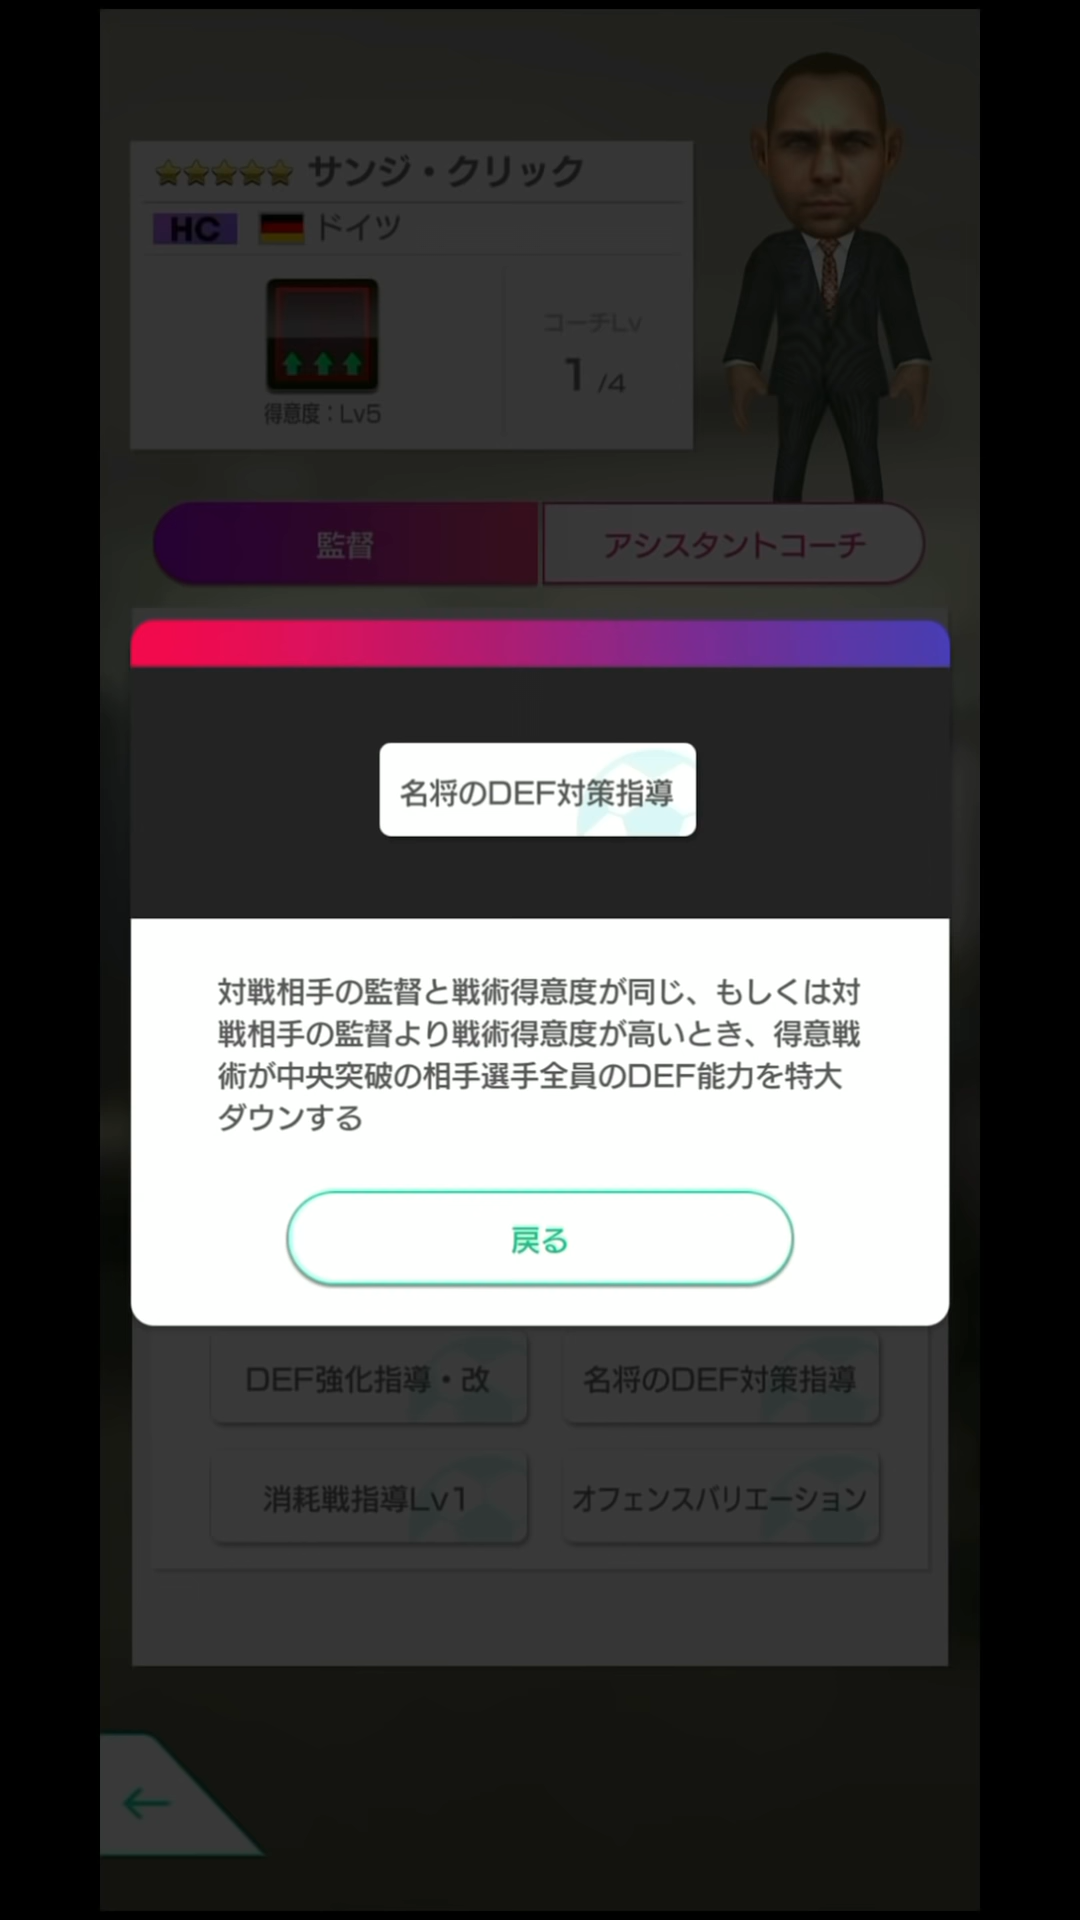 サンジ・クリック
HC ドイツ
コーチLv
1 /4
得意度：Lv5
監督
アシスタントコーチ
名将のDEF対策指導
対戦相手の監督と戦術得意度が同じ、もしくは対
戦相手の監督より戦術得意度が高いとき、得意戦
術が中央突破の相手選手全員のDEF能力を特大
ダウンする
戻る
DEF強化指導・改
名将のDEF対策指導
消耗戦指導Lv1
オフェンスバリエーション